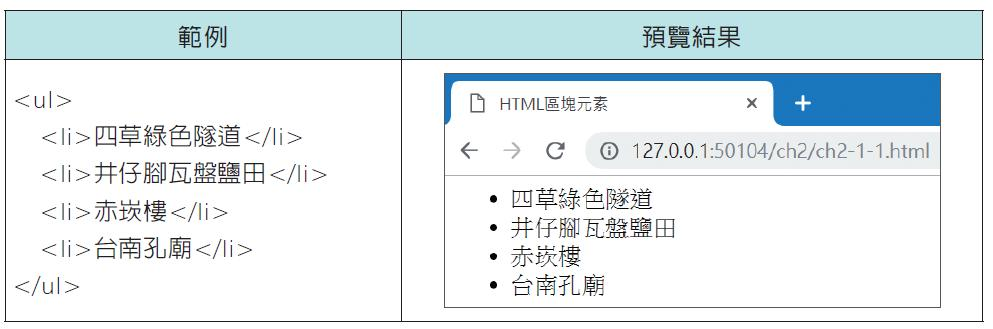 範例
預覽結果
<ul>
<li>四草綠色隧道</li>
<li>井仔腳瓦盤鹽田</li>
<li>赤崁樓</li>
<li>台南孔廟</li>
</ul>
HTML區塊元素
127.0.0.1:50104/ch2/ch2-1-1.html
• 四草綠色隧道
• 井仔腳瓦盤鹽田
• 赤崁樓
• 台南孔廟